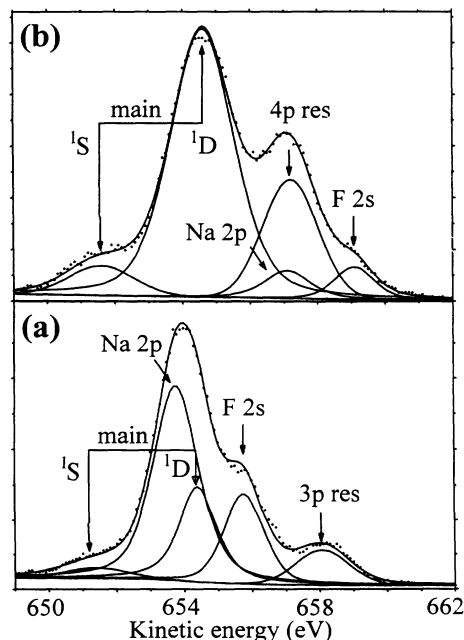 (b)
main
¹S
¹D
4p res
F 2s
Na 2p
(a)
Na 2p
F 2s
main
¹S
¹D
3p res
650 654 658 662
Kinetic energy (eV)